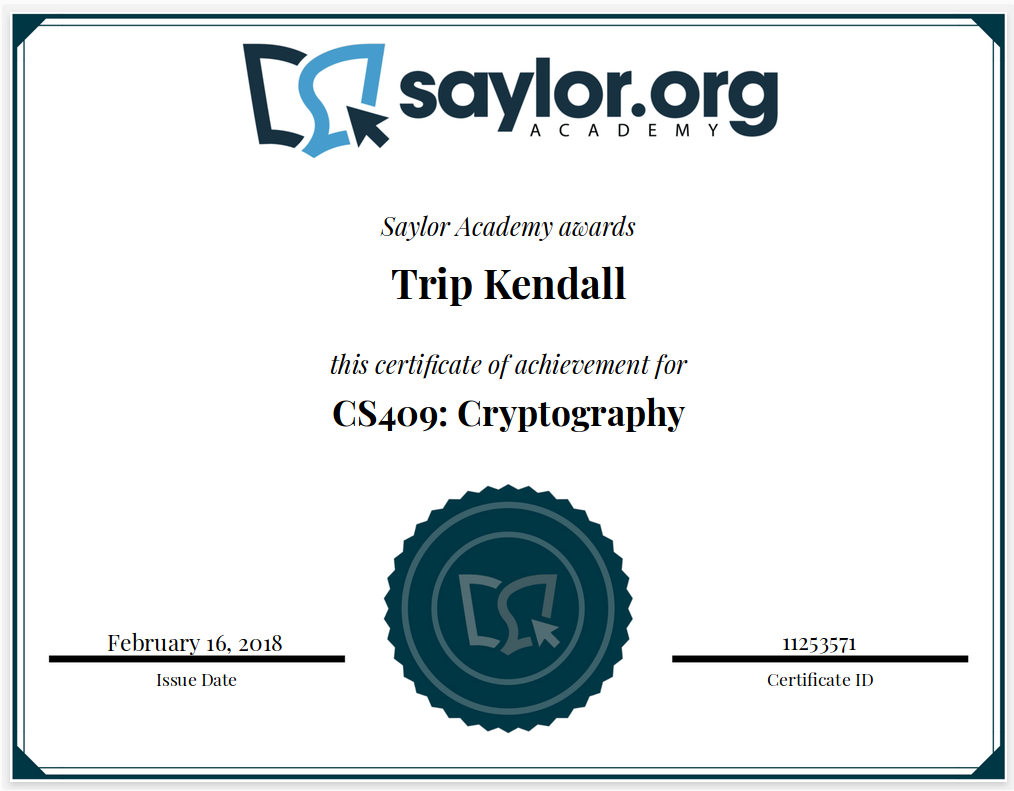 saylor.org
ACADEMY
Saylor Academy awards
Trip Kendall
this certificate of achievement for
CS409: Cryptography
February 16, 2018
Issue Date
11253571
Certificate ID